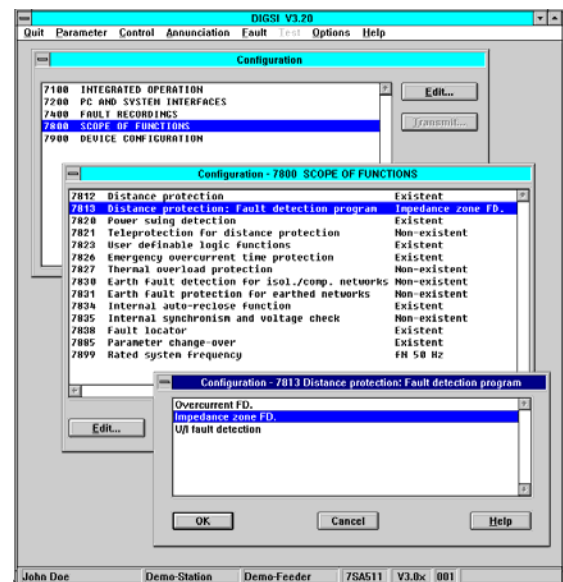 DIGSI V3.20
Quit Parameter Control Annunciation Fault Test Options Help
Configuration
7100 INTEGRATED OPERATION
7200 PC AND SYSTEM INTERFACES
7400 FAULT RECORDINGS
7800 SCOPE OF FUNCTIONS
7900 DEVICE CONFIGURATION
Edit...
Transmit...
Configuration - 7800 SCOPE OF FUNCTIONS
7812 Distance protection Existent
7813 Distance protection: Fault detection program Impedance zone FD.
7820 Power swing detection Existent
7821 Teleprotection for distance protection Non-existent
7823 User definable logic functions Existent
7826 Emergency overcurrent time protection Existent
7827 Thermal overload protection Non-existent
7830 Earth fault detection for isol./comp. networks Non-existent
7831 Earth fault protection for earthed networks Non-existent
7834 Internal auto-reclose function Existent
7835 Internal synchronism and voltage check Non-existent
7838 Fault locator Existent
7885 Parameter change-over Existent
7899 Rated system frequency fN 50 Hz
Edit...
Configuration - 7813 Distance protection: Fault detection program
Overcurrent FD.
Impedance zone FD.
U/I fault detection
OK Cancel Help
John Doe Demo-Station Demo-Feeder 7SA511 V3.0x 001